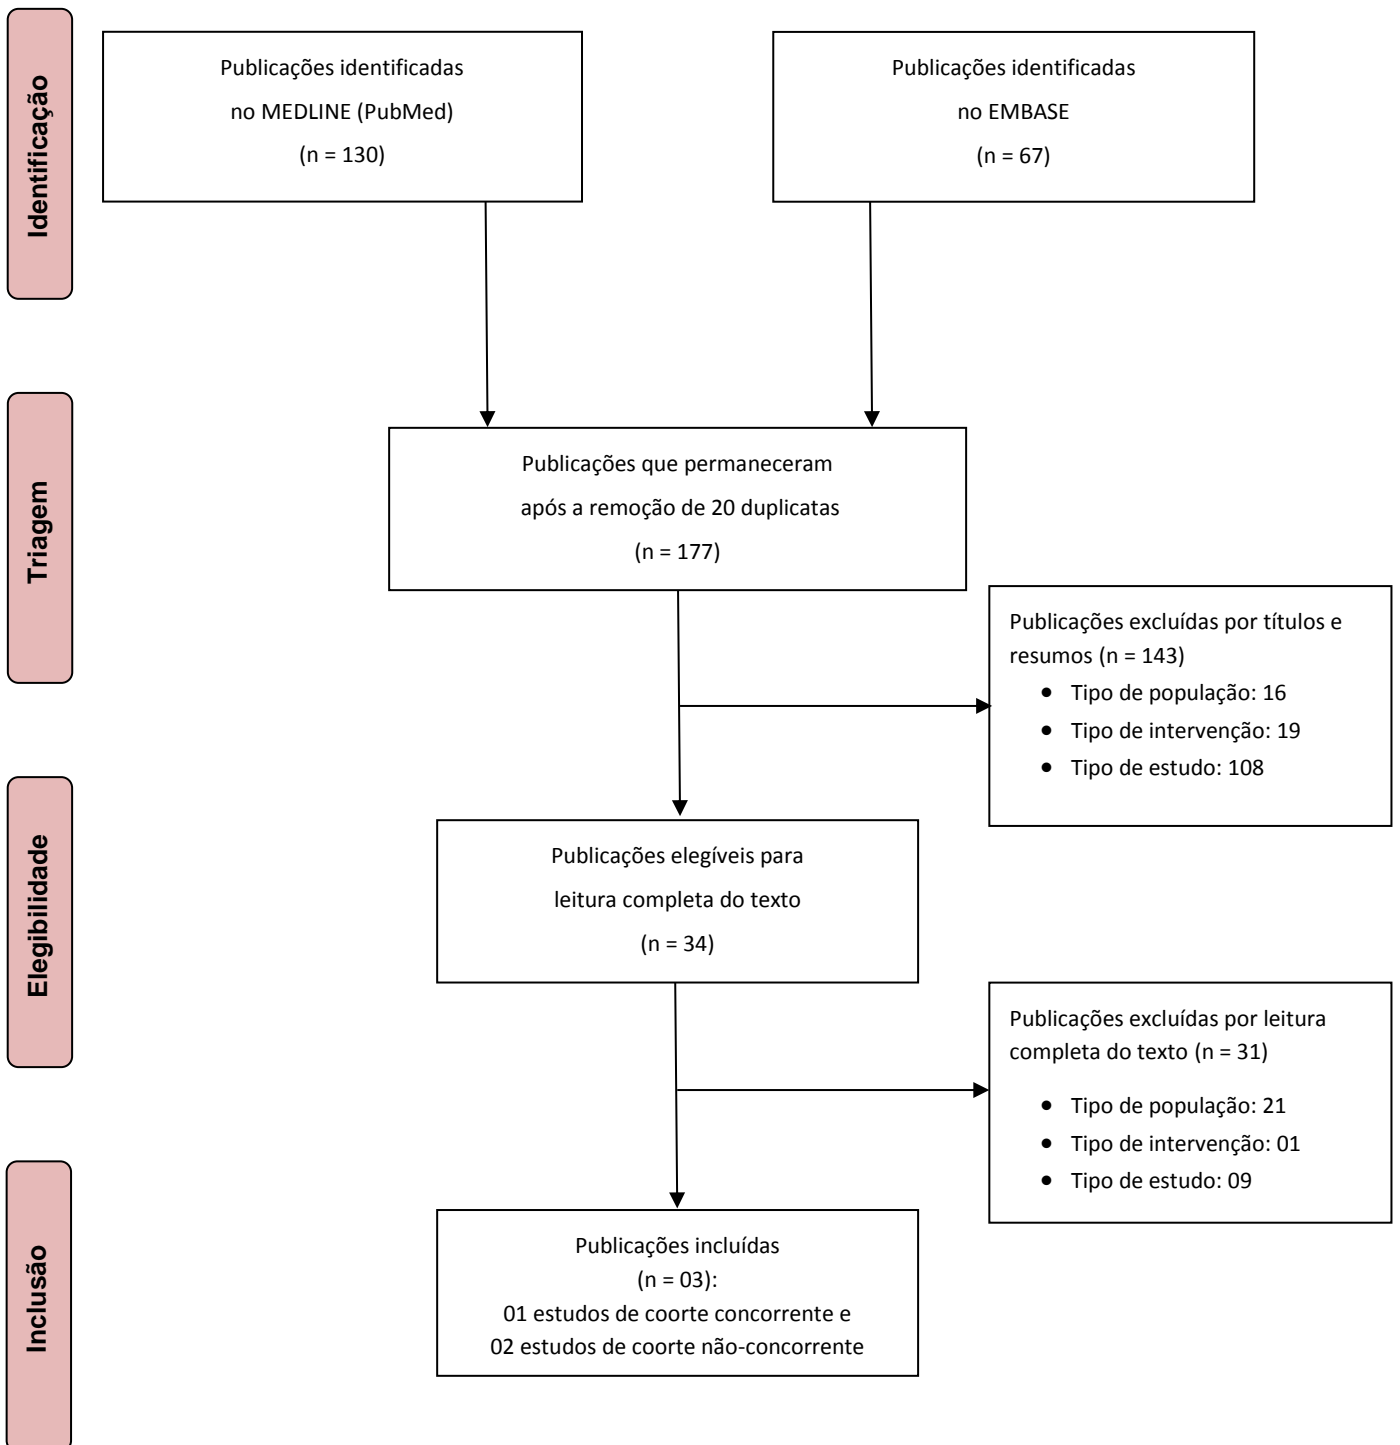 Identificação
Publicações identificadas
no MEDLINE (PubMed)
(n = 130)
Publicações identificadas
no EMBASE
(n = 67)
Triagem
Publicações que permaneceram
após a remoção de 20 duplicatas
(n = 177)
Publicações excluídas por títulos e
resumos (n = 143)
• Tipo de população: 16
• Tipo de intervenção: 19
• Tipo de estudo: 108
Elegibilidade
Publicações elegíveis para
leitura completa do texto
(n = 34)
Publicações excluídas por leitura
completa do texto (n = 31)
• Tipo de população: 21
• Tipo de intervenção: 01
• Tipo de estudo: 09
Inclusão
Publicações incluídas
(n = 03):
01 estudos de coorte concorrente e
02 estudos de coorte não-concorrente